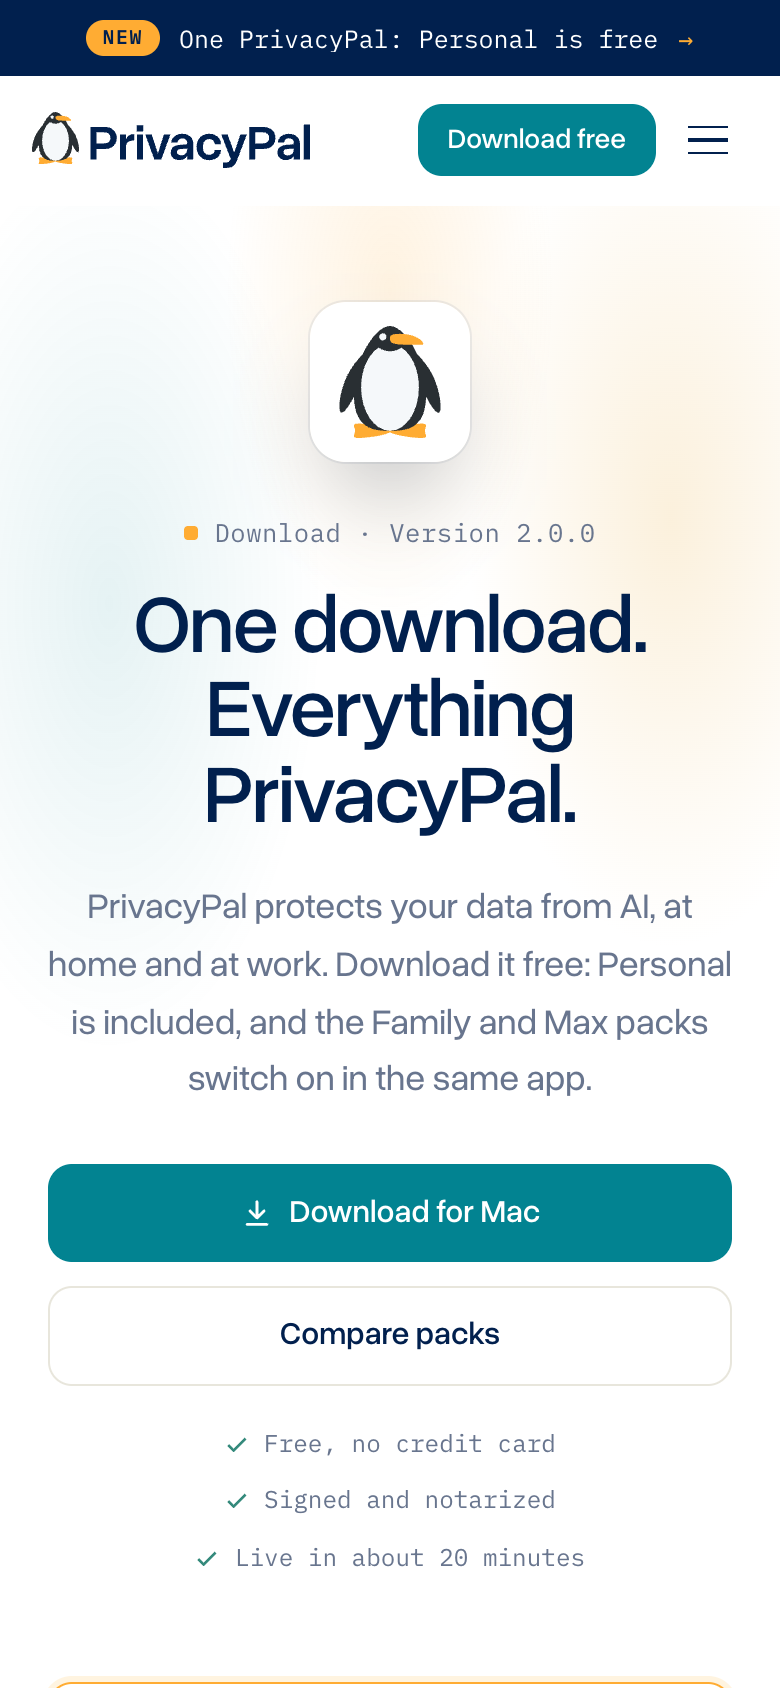 NEW One PrivacyPal: Personal is free →
PrivacyPal
Download free
Download · Version 2.0.0
One download.
Everything
PrivacyPal.
PrivacyPal protects your data from AI, at
home and at work. Download it free: Personal
is included, and the Family and Max packs
switch on in the same app.
Download for Mac
Compare packs
Free, no credit card
Signed and notarized
Live in about 20 minutes